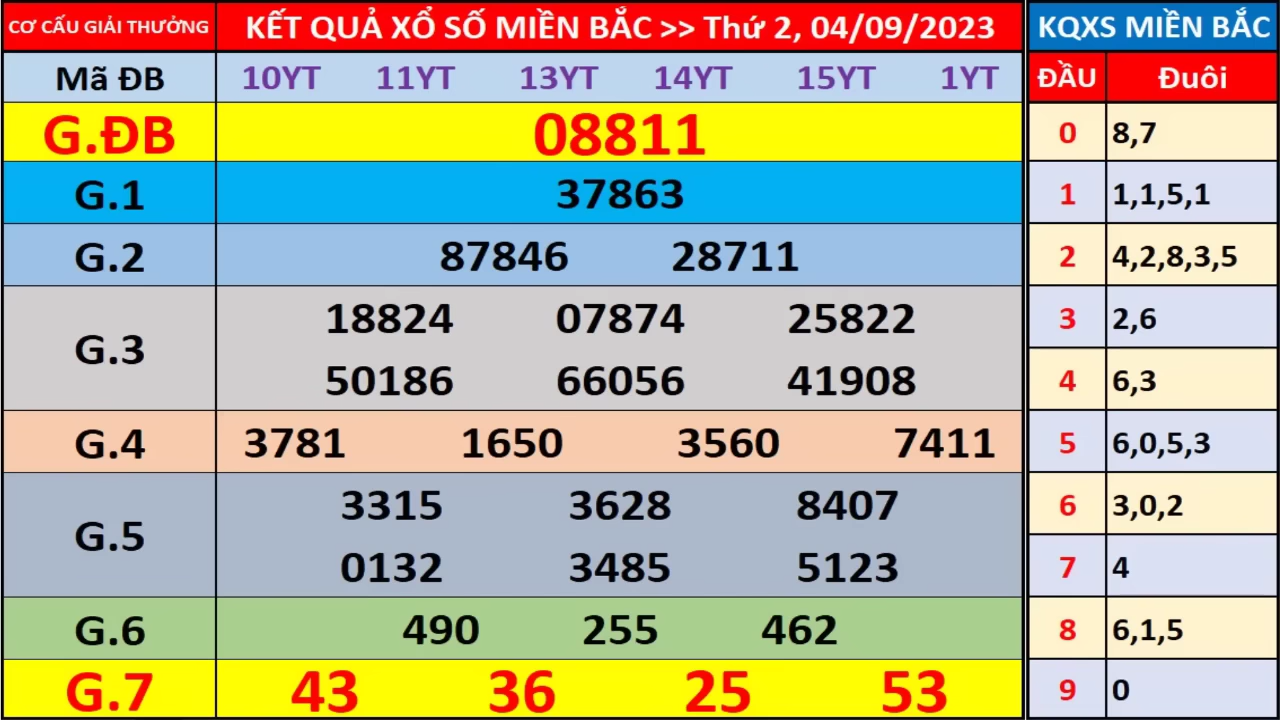 CƠ CẤU GIẢI THƯỞNG KẾT QUẢ XỔ SỐ MIỀN BẮC >> Thứ 2, 04/09/2023
Mã ĐB 10YT 11YT 13YT 14YT 15YT 1YT
G.ĐB 08811
G.1 37863
G.2 87846 28711
G.3 18824 07874 25822
50186 66056 41908
G.4 3781 1650 3560 7411
G.5 3315 3628 8407
0132 3485 5123
G.6 490 255 462
G.7 43 36 25 53
KQXS MIỀN BẮC
ĐẦU Đuôi
0 8,7
1 1,1,5,1
2 4,2,8,3,5
3 2,6
4 6,3
5 6,0,5,3
6 3,0,2
7 4
8 6,1,5
9 0